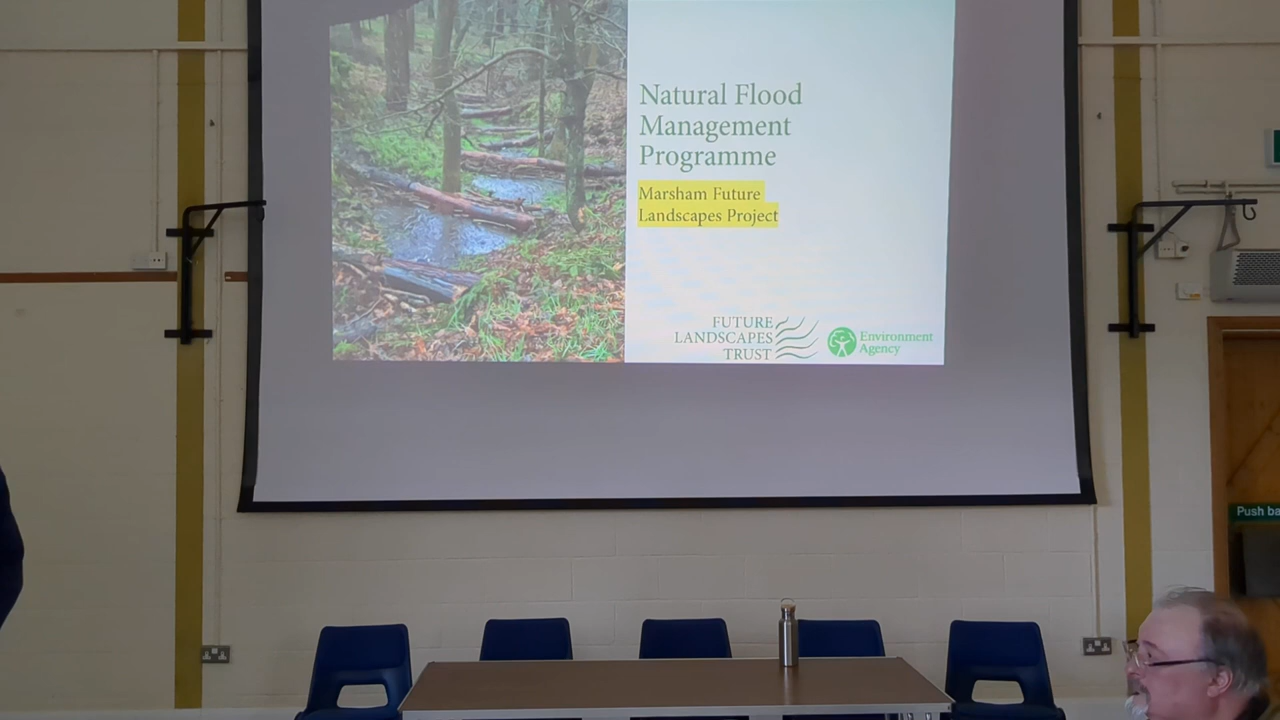 Natural Flood
Management
Programme
Marsham Future
Landscapes Project
FUTURE
LANDSCAPES
TRUST
Environment
Agency
Push ba